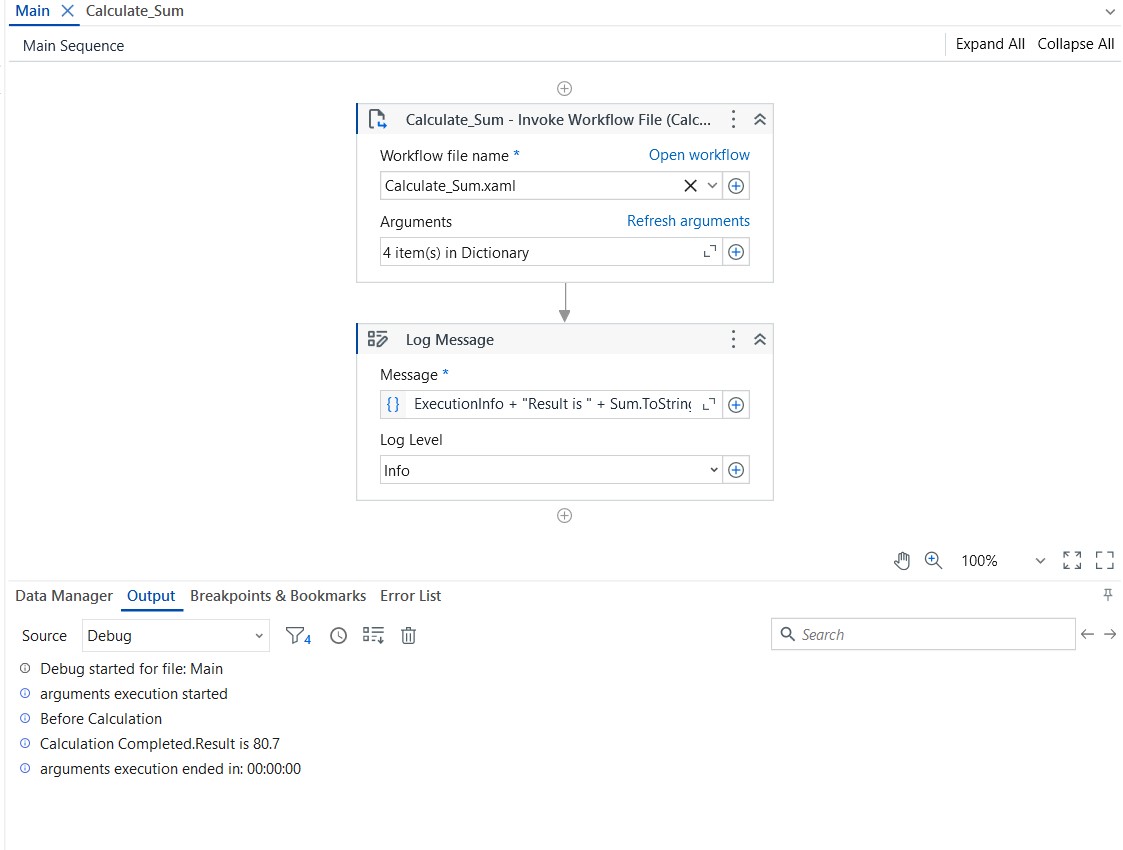 Main Calculate_Sum
Main Sequence Expand All Collapse All
Calculate_Sum - Invoke Workflow File (Calc...
Workflow file name * Open workflow
Calculate_Sum.xaml
Arguments Refresh arguments
4 item(s) in Dictionary
Log Message
Message *
{} ExecutionInfo + "Result is " + Sum.ToString
Log Level
Info
100%
Data Manager Output Breakpoints & Bookmarks Error List
Source Debug 4 Search
Debug started for file: Main
arguments execution started
Before Calculation
Calculation Completed.Result is 80.7
arguments execution ended in: 00:00:00